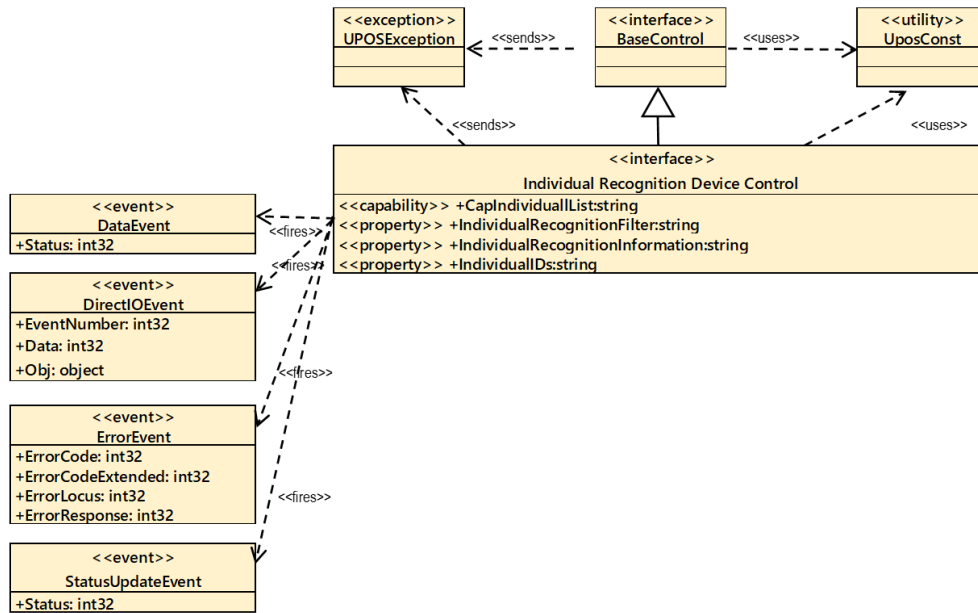 <<exception>>
UPOSException
<<sends>>
<<interface>>
BaseControl
<<uses>>
<<utility>>
UposConst
<<sends>>
<<uses>>
<<interface>>
Individual Recognition Device Control
<<capability>> +CapIndividuallList:string
<<property>> +IndividualRecognitionFilter:string
<<property>> +IndividualRecognitionInformation:string
<<property>> +IndividualIDs:string
<<event>>
DataEvent
+Status: int32
<<fires>>
<<fires>>
<<event>>
DirectIOEvent
+EventNumber: int32
+Data: int32
+Obj: object
<<fires>>
<<event>>
ErrorEvent
+ErrorCode: int32
+ErrorCodeExtended: int32
+ErrorLocus: int32
+ErrorResponse: int32
<<fires>>
<<event>>
StatusUpdateEvent
+Status: int32